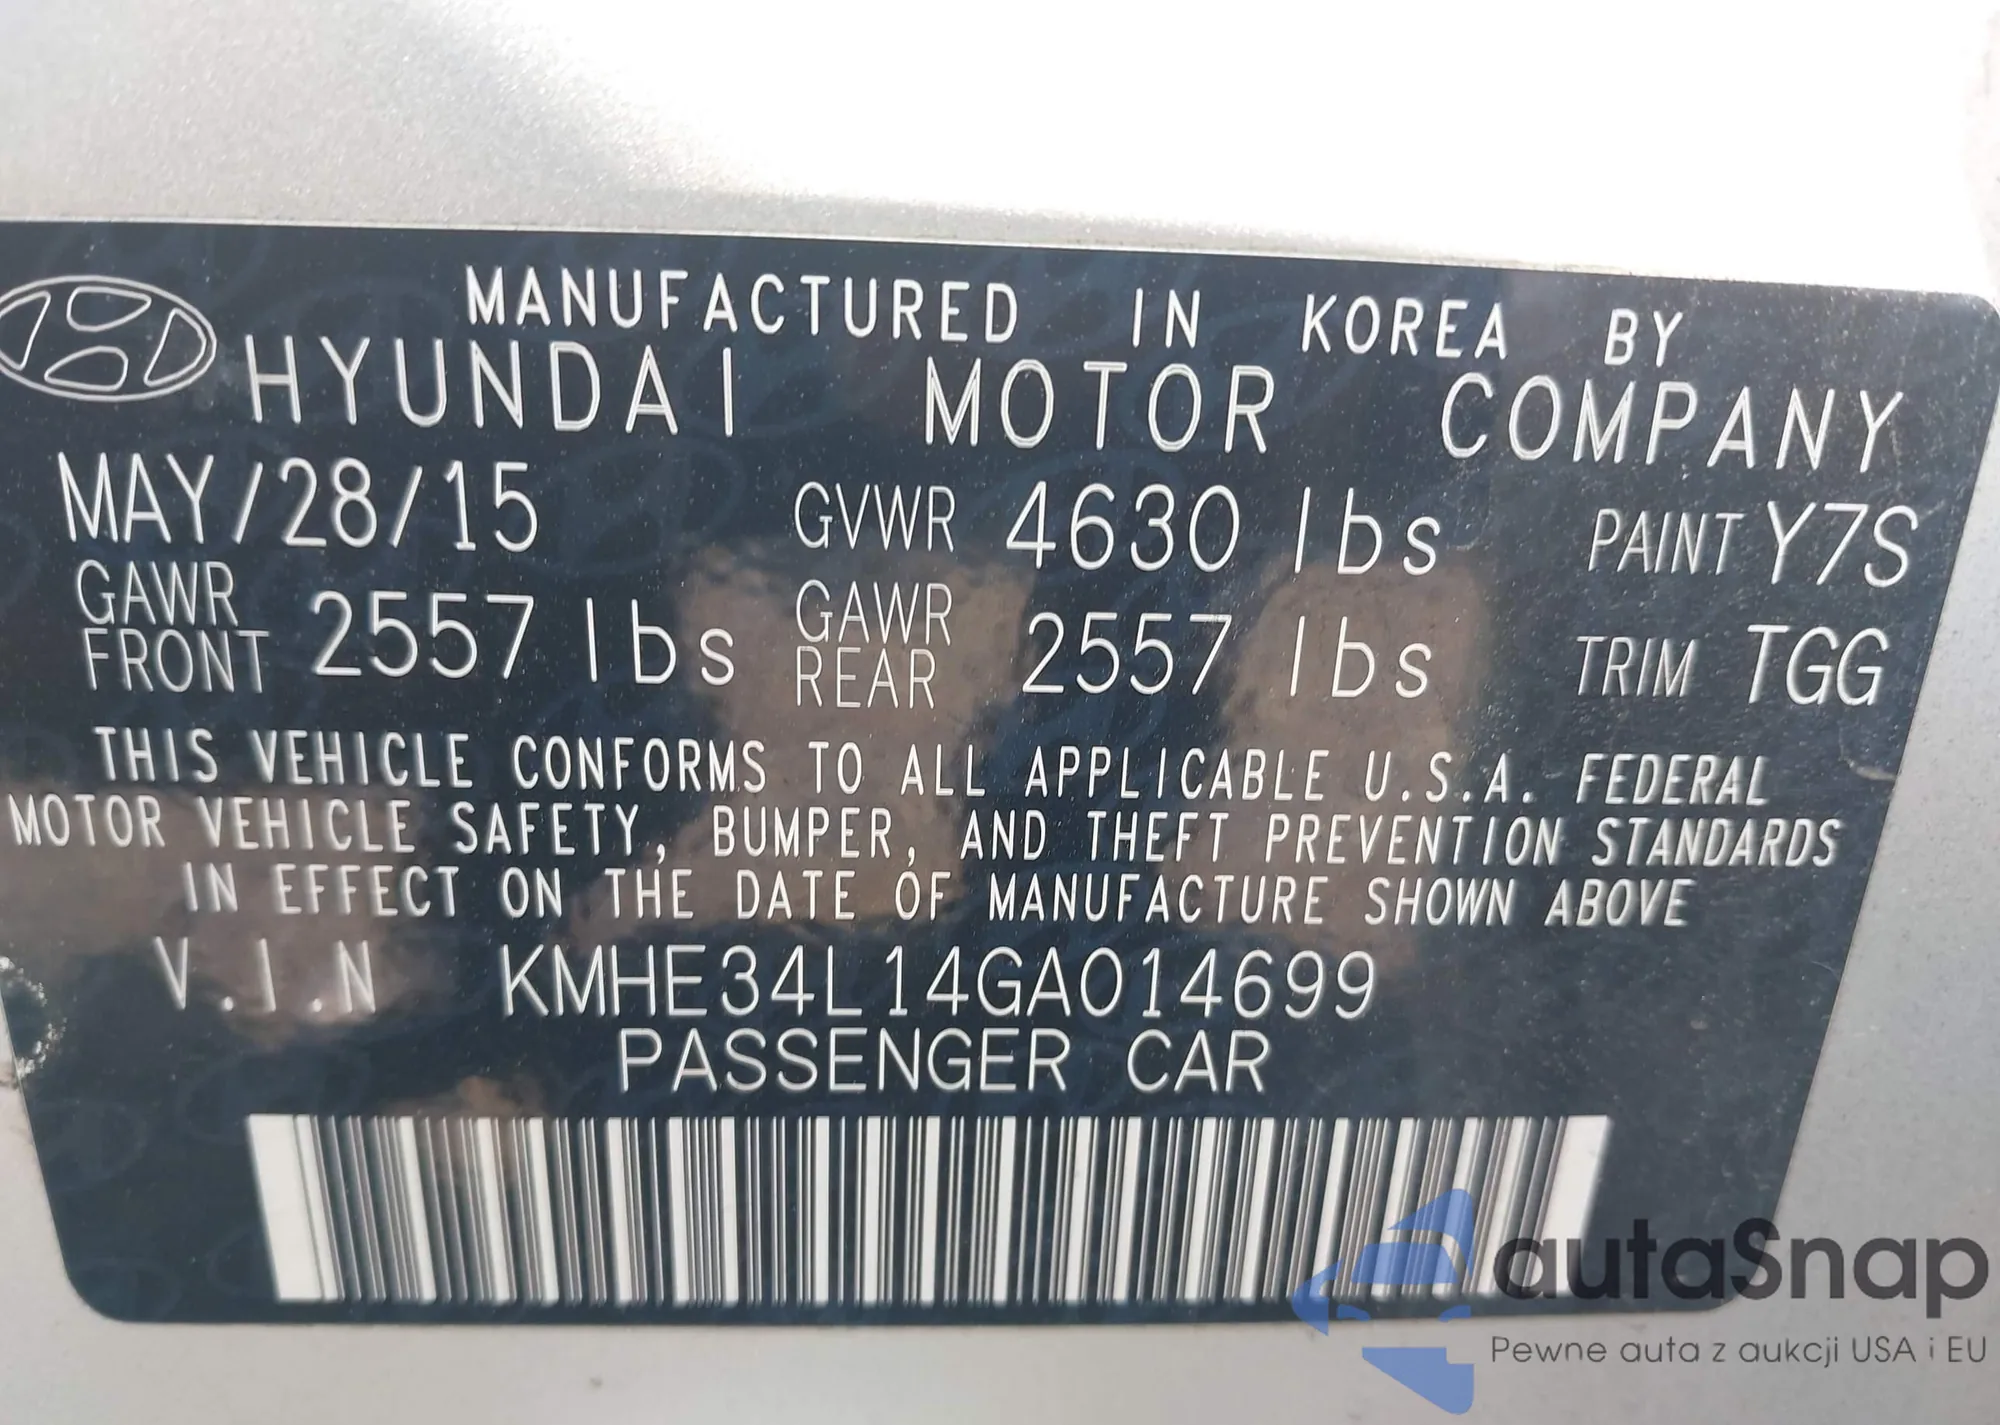 MANUFACTURED IN KOREA BY
HYUNDAI MOTOR COMPANY
MAY/28/15 GVWR 4630 lbs PAINT Y7S
GAWR FRONT 2557 lbs GAWR REAR 2557 lbs TRIM TGG
THIS VEHICLE CONFORMS TO ALL APPLICABLE U.S.A. FEDERAL
MOTOR VEHICLE SAFETY, BUMPER, AND THEFT PREVENTION STANDARDS
IN EFFECT ON THE DATE OF MANUFACTURE SHOWN ABOVE
V.I.N KMHE34L14GA014699
PASSENGER CAR
autaSnap
Pewne auta z aukcji USA i EU